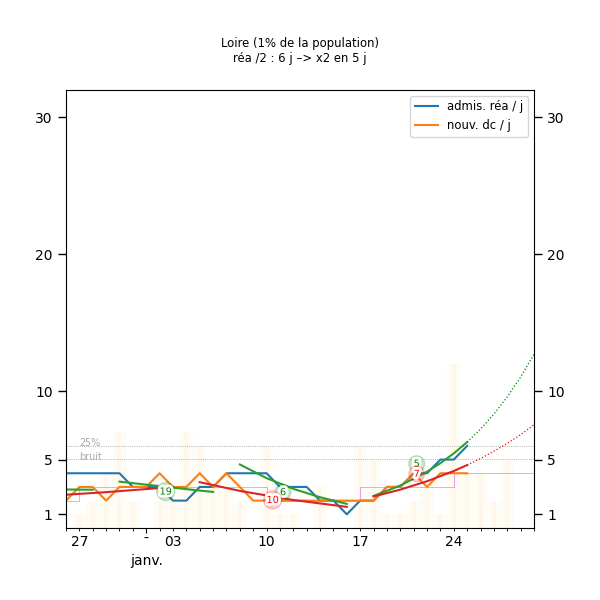 Loire (1% de la population)
réa /2 : 6 j –> x2 en 5 j
admis. réa / j
nouv. dc / j
30 30
20 20
10 10
25%
bruit
5 5
5
7
19 6
10
1 1
27 - 03 10 17 24
janv.